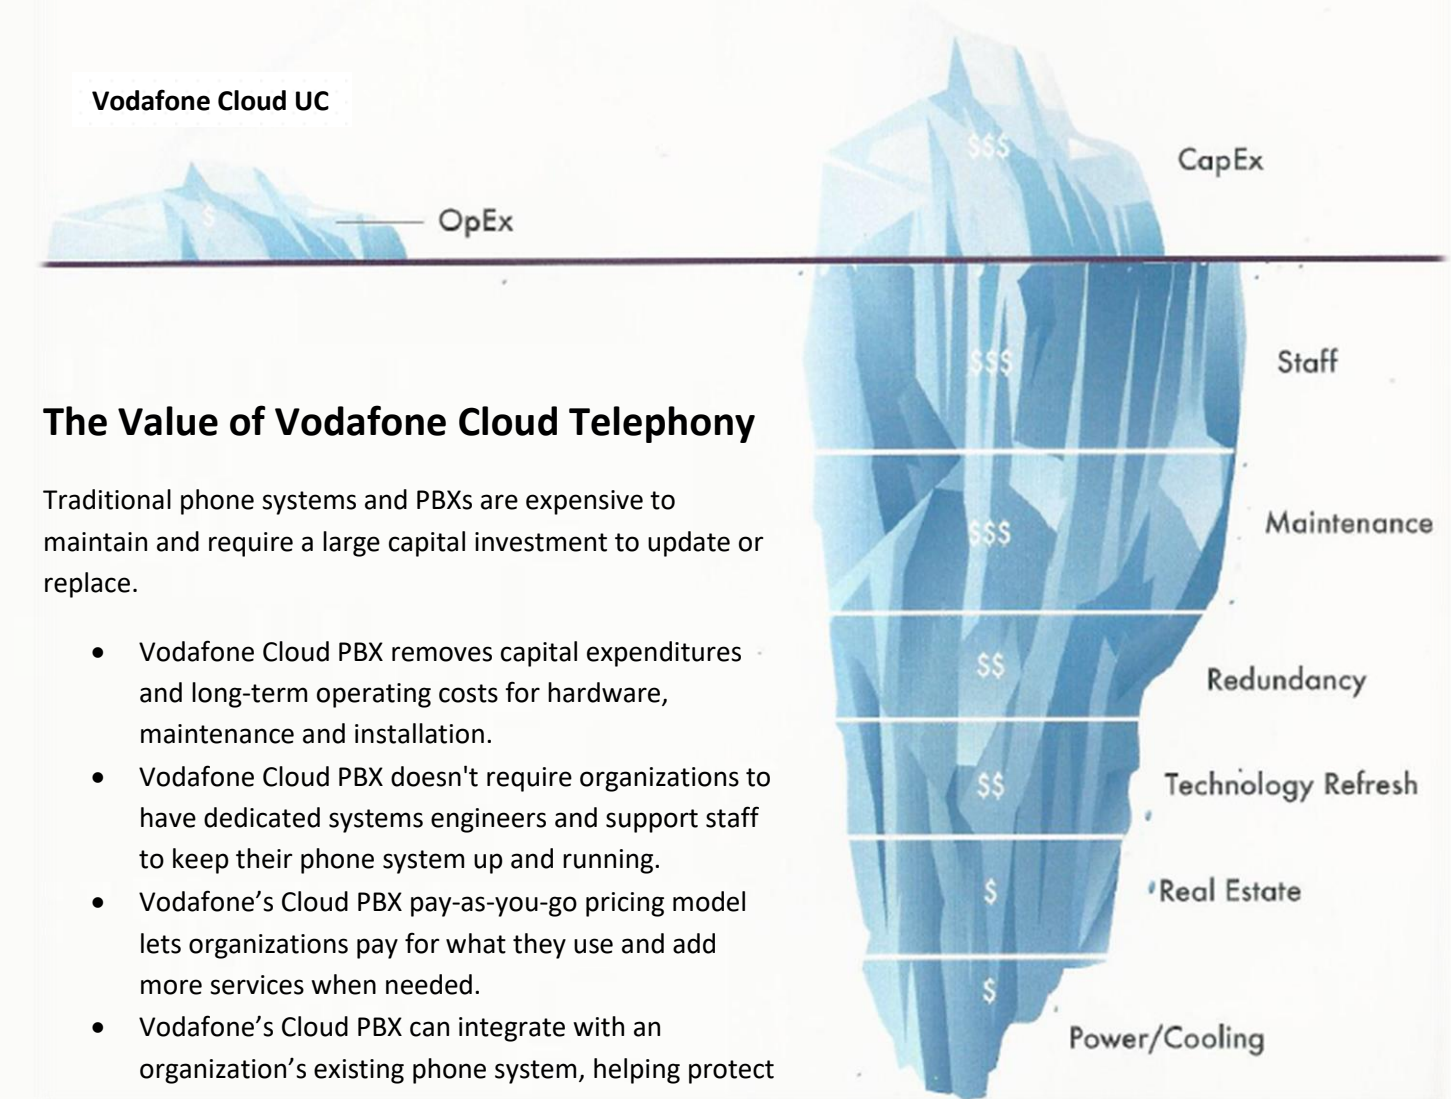 Vodafone Cloud UC
$
OpEx
$$$
CapEx
$$$
Staff
The Value of Vodafone Cloud Telephony
Traditional phone systems and PBXs are expensive to
maintain and require a large capital investment to update or
replace.
$$$
Maintenance
• Vodafone Cloud PBX removes capital expenditures
and long-term operating costs for hardware,
maintenance and installation.
$$
Redundancy
• Vodafone Cloud PBX doesn't require organizations to
have dedicated systems engineers and support staff
to keep their phone system up and running.
$$
Technology Refresh
• Vodafone’s Cloud PBX pay-as-you-go pricing model
lets organizations pay for what they use and add
more services when needed.
$
Real Estate
• Vodafone’s Cloud PBX can integrate with an
organization’s existing phone system, helping protect
$
Power/Cooling